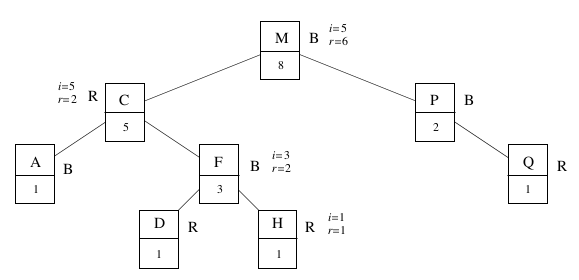 M B i=5
r=6
8
i=5
r=2 R C
5
P B
2
A B
1
F B i=3
r=2
3
Q R
1
D R
1
H R i=1
r=1
1